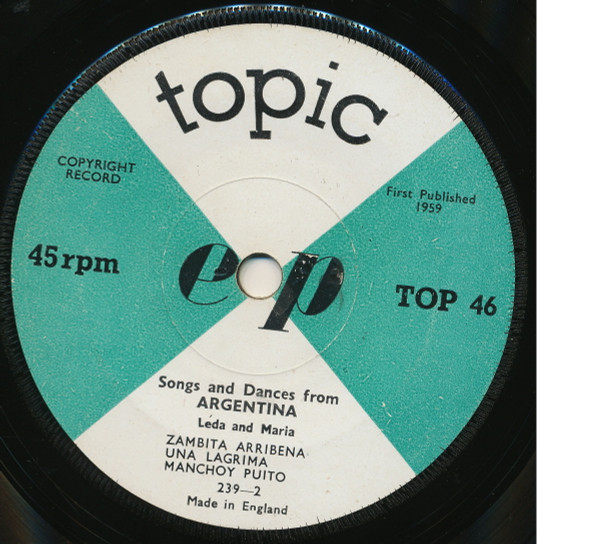 topic
COPYRIGHT
RECORD
First Published
1959
45 rpm
ep
TOP 46
Songs and Dances from
ARGENTINA
Leda and Maria
ZAMBITA ARRIBENA
UNA LAGRIMA
MANCHOY PUITO
239—2
Made in England